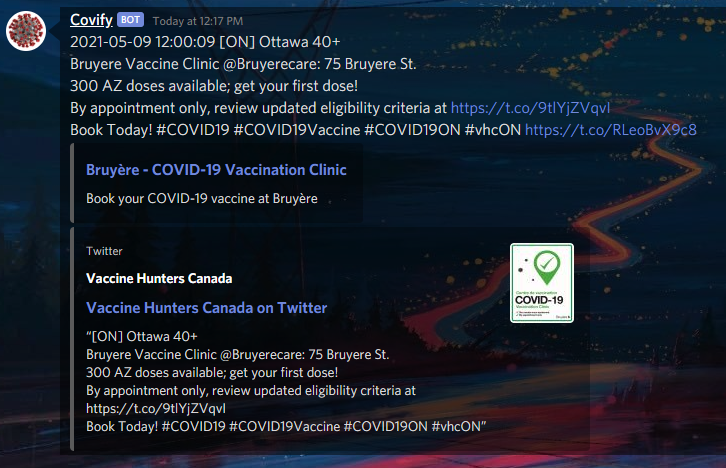 Covify BOT Today at 12:17 PM
2021-05-09 12:00:09 [ON] Ottawa 40+
Bruyere Vaccine Clinic @Bruyerecare: 75 Bruyere St.
300 AZ doses available; get your first dose!
By appointment only, review updated eligibility criteria at https://t.co/9tlYjZVqvl
Book Today! #COVID19 #COVID19Vaccine #COVID19ON #vhcON https://t.co/RLeoBvX9c8
Bruyère - COVID-19 Vaccination Clinic
Book your COVID-19 vaccine at Bruyère
Twitter
Vaccine Hunters Canada
Vaccine Hunters Canada on Twitter
“[ON] Ottawa 40+
Bruyere Vaccine Clinic @Bruyerecare: 75 Bruyere St.
300 AZ doses available; get your first dose!
By appointment only, review updated eligibility criteria at
https://t.co/9tlYjZVqvl
Book Today! #COVID19 #COVID19Vaccine #COVID19ON #vhcON”
Centre de vaccination
COVID-19
Vaccination Clinic